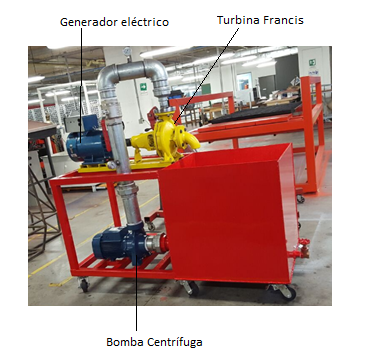 Generador eléctrico
Turbina Francis
Bomba Centrífuga